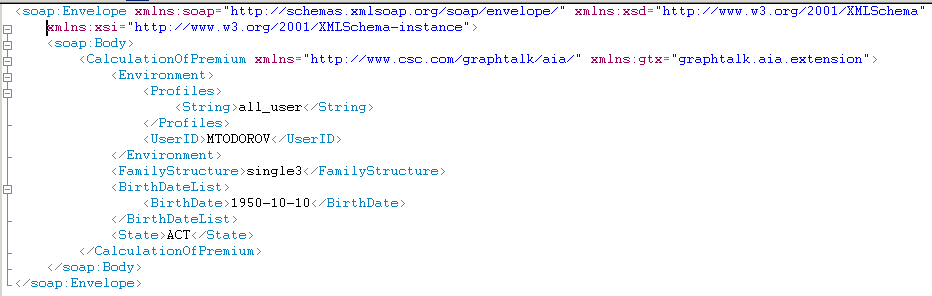 <soap:Envelope xmlns:soap="http://schemas.xmlsoap.org/soap/envelope/" xmlns:xsd="http://www.w3.org/2001/XMLSchema"
xmlns:xsi="http://www.w3.org/2001/XMLSchema-instance">
<soap:Body>
<CalculationOfPremium xmlns="http://www.csc.com/graphtalk/aia/" xmlns:gtx="graphtalk.aia.extension">
<Environment>
<Profiles>
<String>all_user</String>
</Profiles>
<UserID>MTODOROV</UserID>
</Environment>
<FamilyStructure>single3</FamilyStructure>
<BirthDateList>
<BirthDate>1950-10-10</BirthDate>
</BirthDateList>
<State>ACT</State>
</CalculationOfPremium>
</soap:Body>
</soap:Envelope>